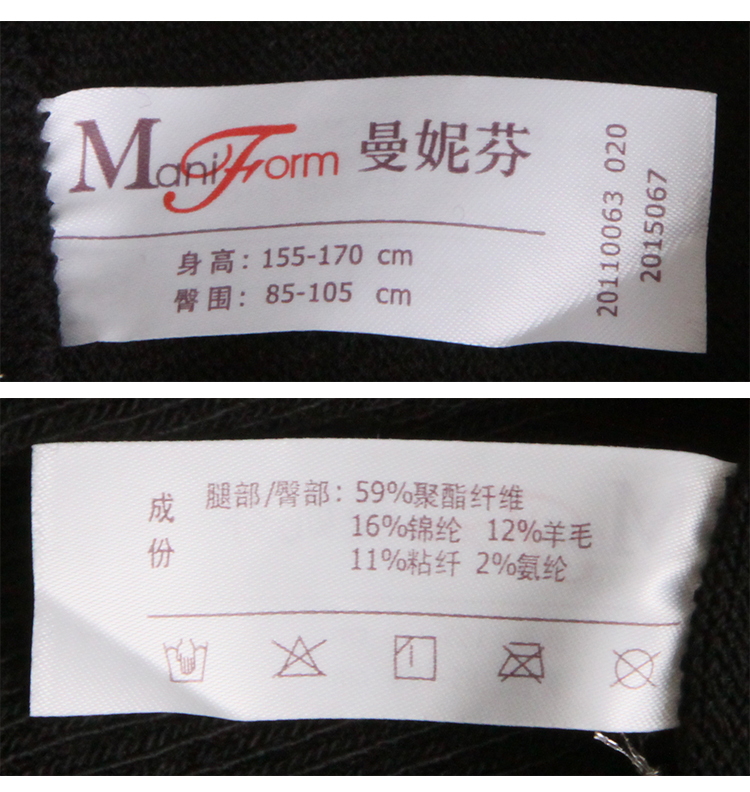 ManiForm 曼妮芬
身高：155-170 cm
臀围：85-105 cm
20110063 020
2015067
成份
腿部/臀部：59%聚酯纤维
16%锦纶 12%羊毛
11%粘纤 2%氨纶